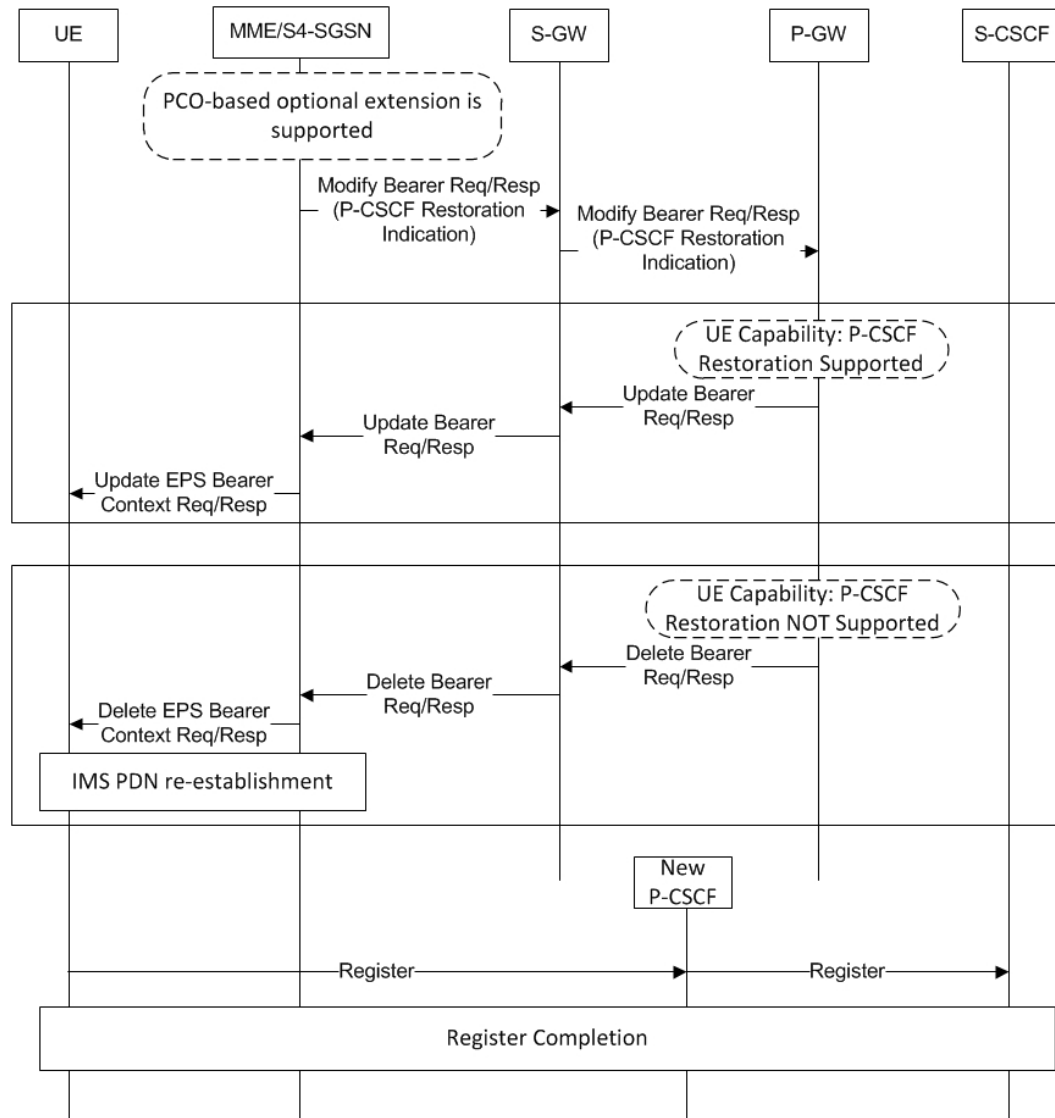 UE
MME/S4-SGSN
S-GW
P-GW
S-CSCF
PCO-based optional extension is
supported
Modify Bearer Req/Resp
(P-CSCF Restoration
Indication)
Modify Bearer Req/Resp
(P-CSCF Restoration
Indication)
UE Capability: P-CSCF
Restoration Supported
Update Bearer
Req/Resp
Update Bearer
Req/Resp
Update EPS Bearer
Context Req/Resp
UE Capability: P-CSCF
Restoration NOT Supported
Delete Bearer
Req/Resp
Delete Bearer
Req/Resp
Delete EPS Bearer
Context Req/Resp
IMS PDN re-establishment
New
P-CSCF
Register
Register
Register Completion